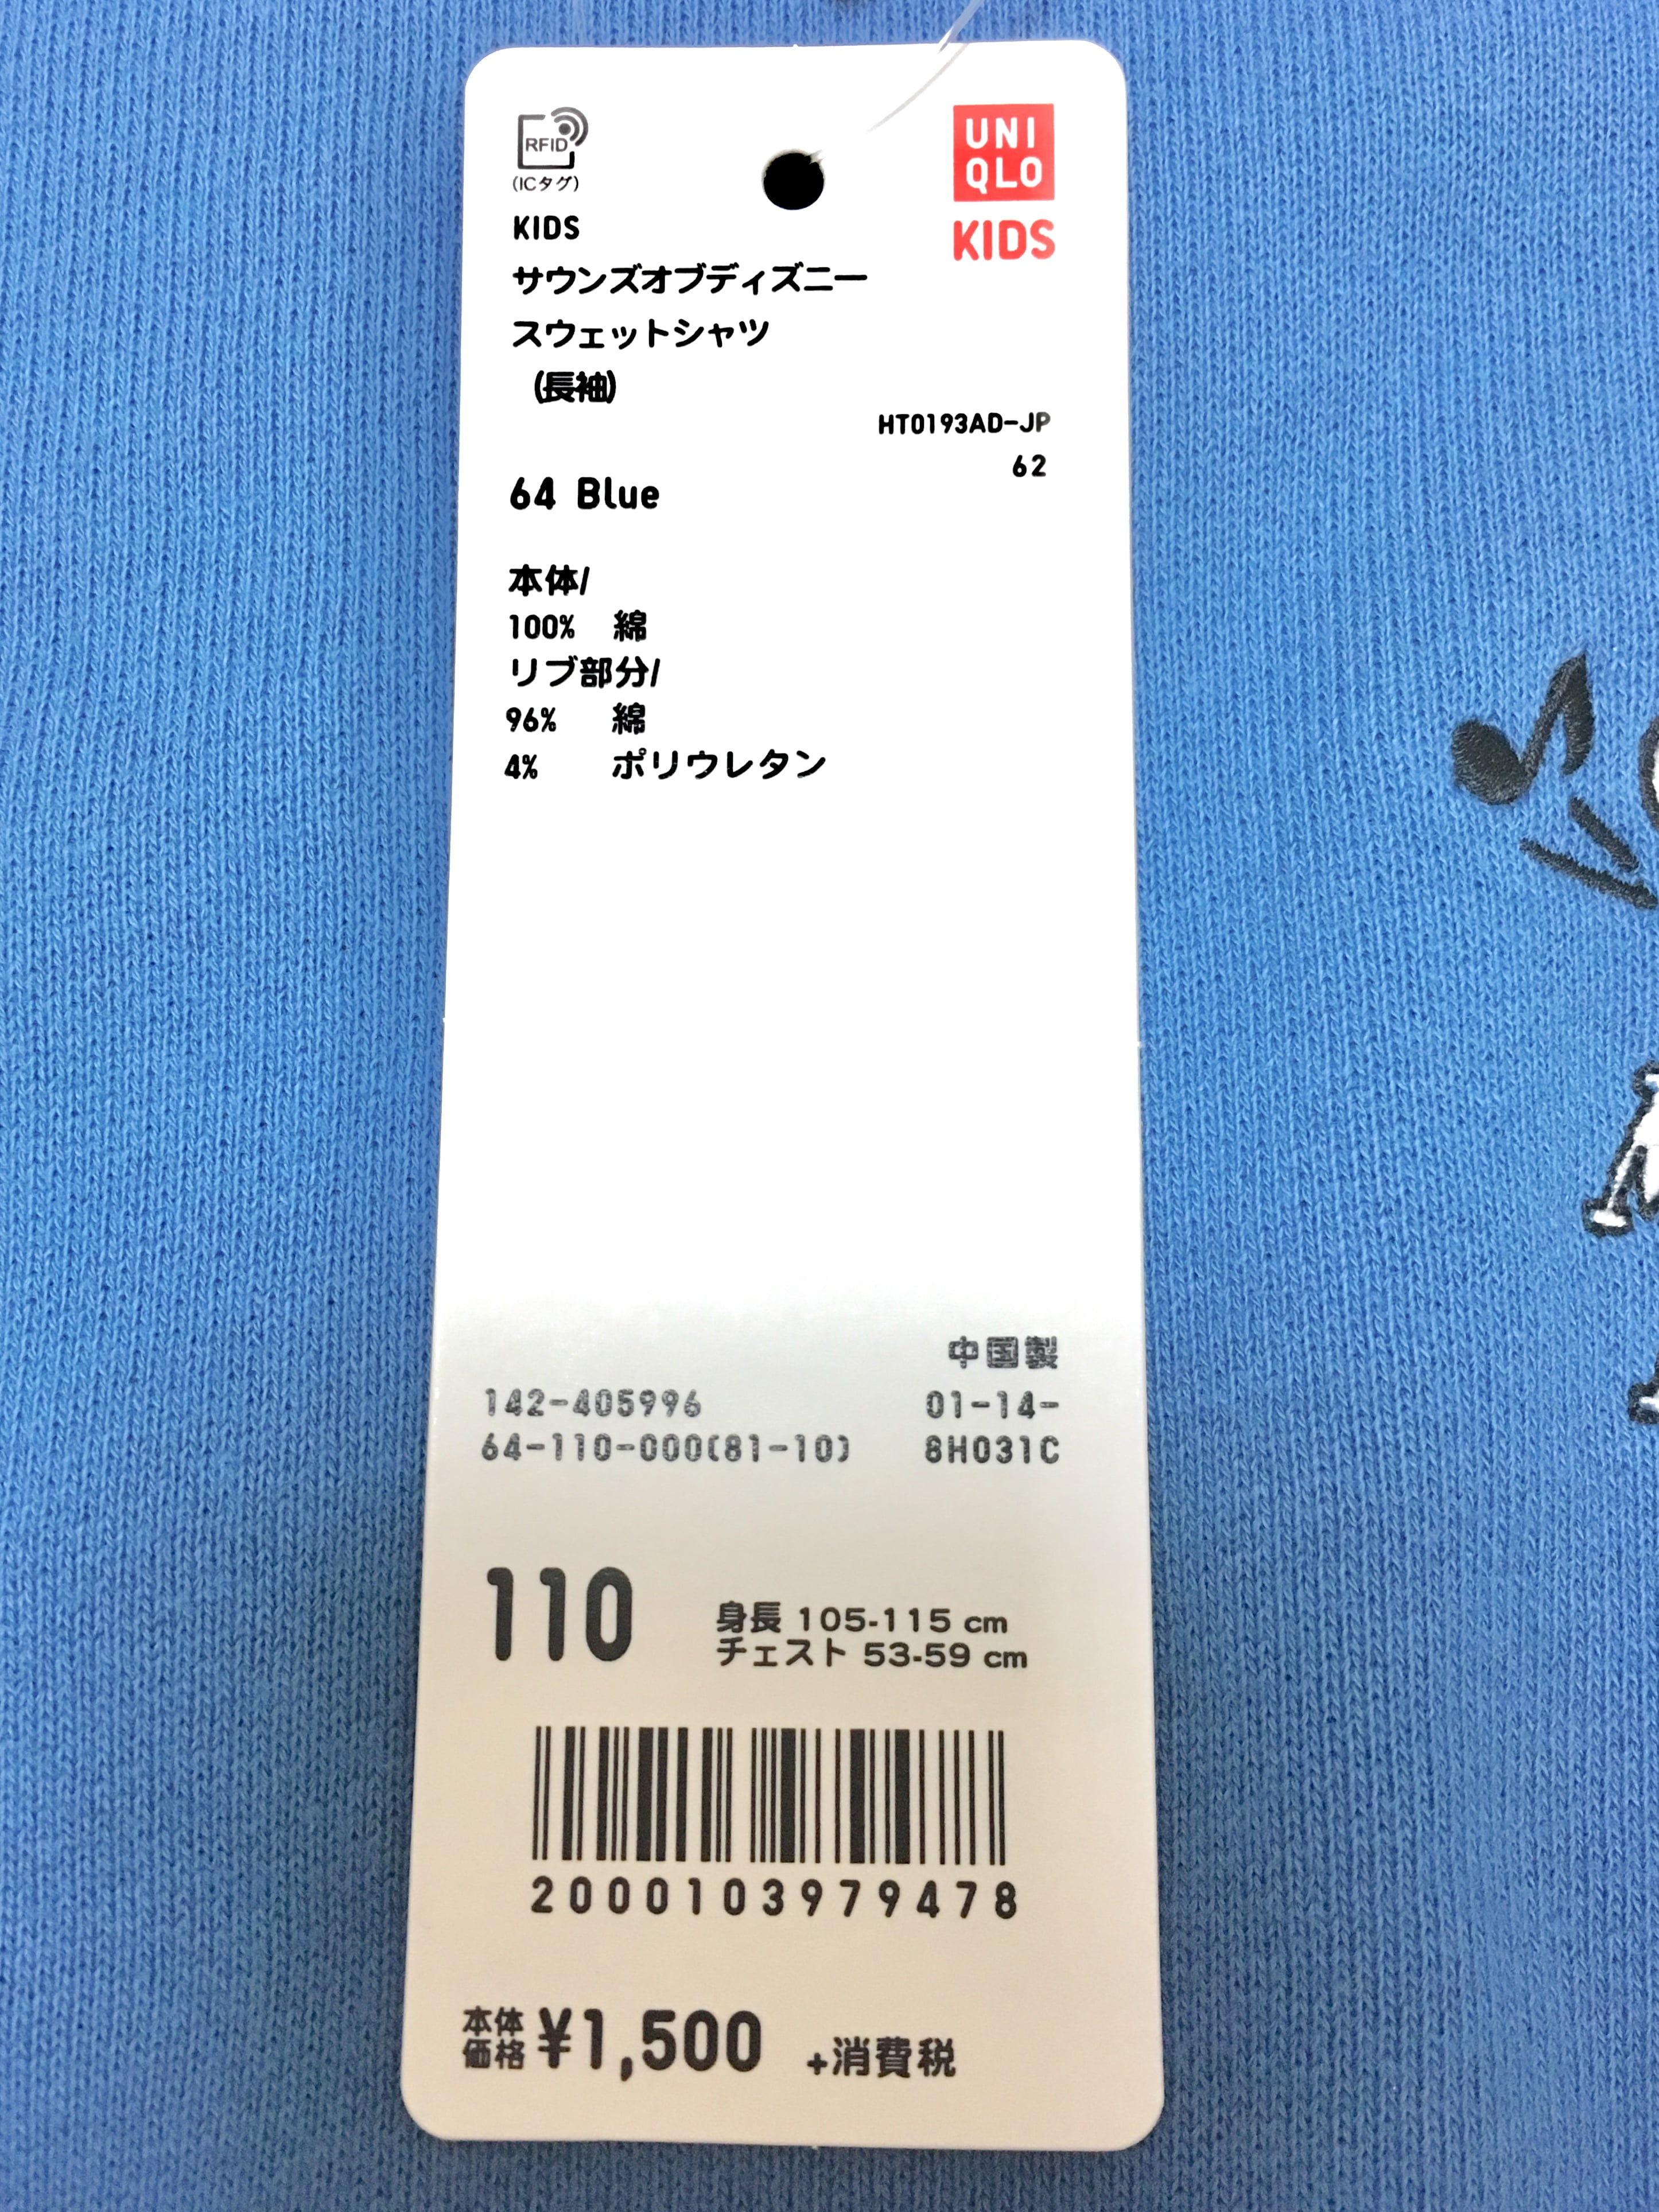 RFID
(ICタグ)
UNI
QLO
KIDS
KIDS
サウンズオブディズニー
スウェットシャツ
(長袖)
HT0193AD-JP
62
64 Blue
本体/
100% 綿
リブ部分/
96% 綿
4% ポリウレタン
中国製
142-405996 01-14-
64-110-000(81-10) 8H031C
110
身長 105-115 cm
チェスト 53-59 cm
2000103979478
本体
価格 ¥1,500 +消費税